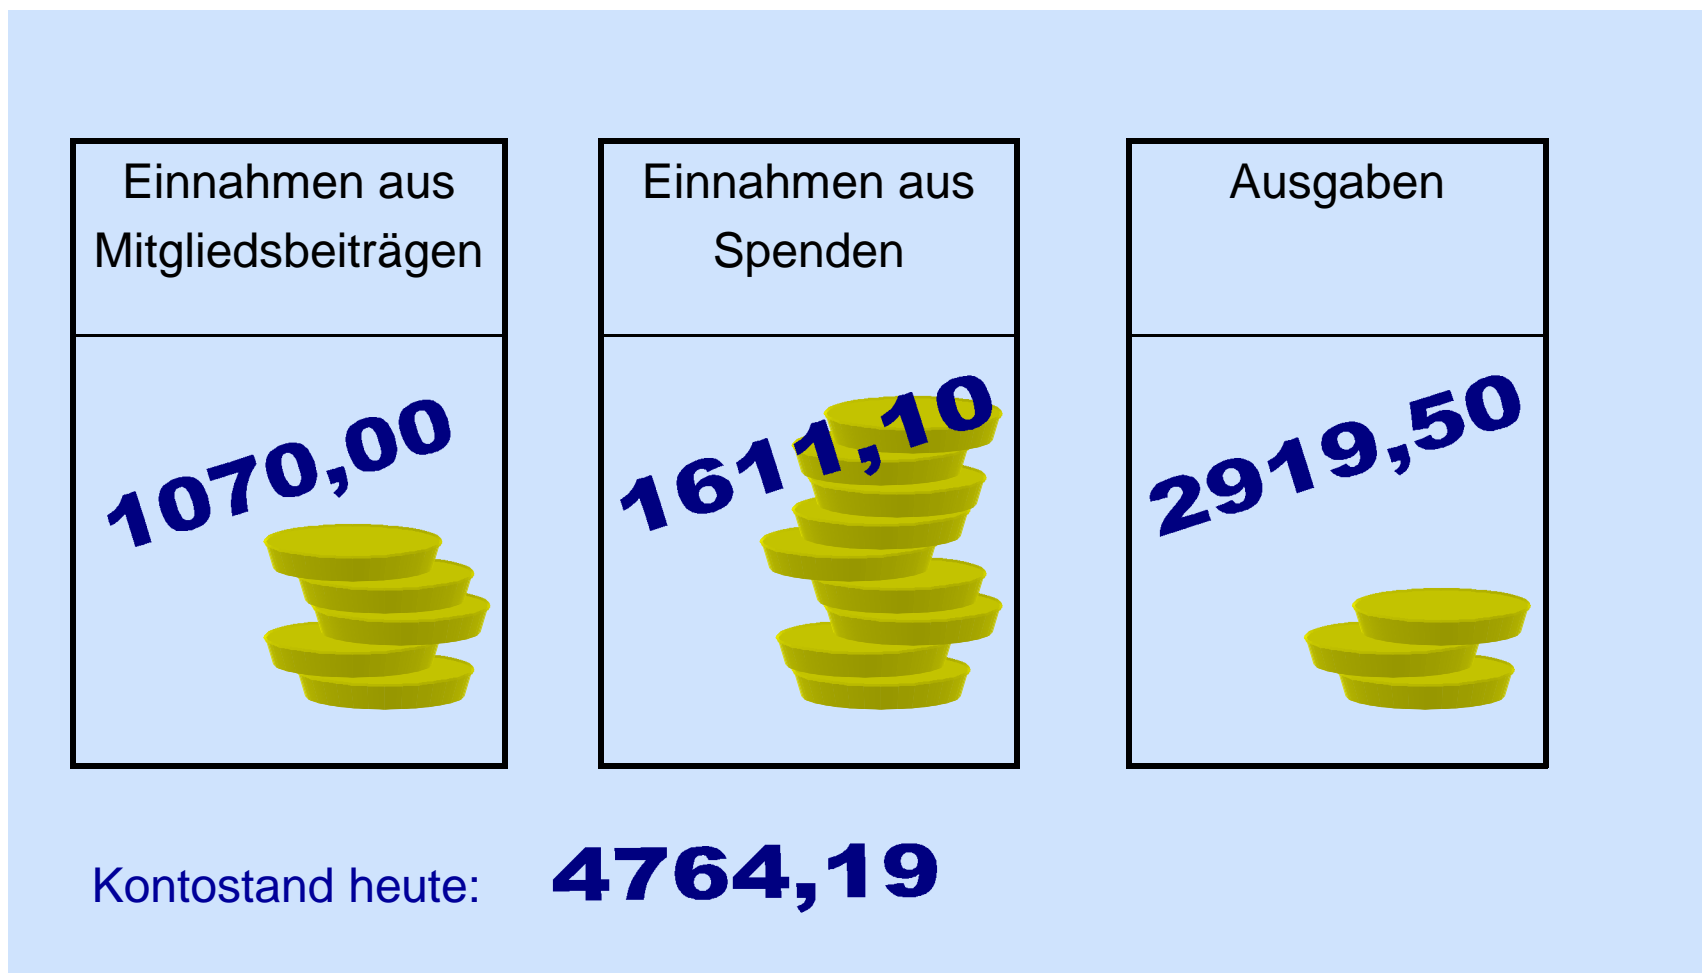 Einnahmen aus
Mitgliedsbeiträgen
1070,00
Einnahmen aus
Spenden
1611,10
Ausgaben
2919,50
Kontostand heute: 4764,19